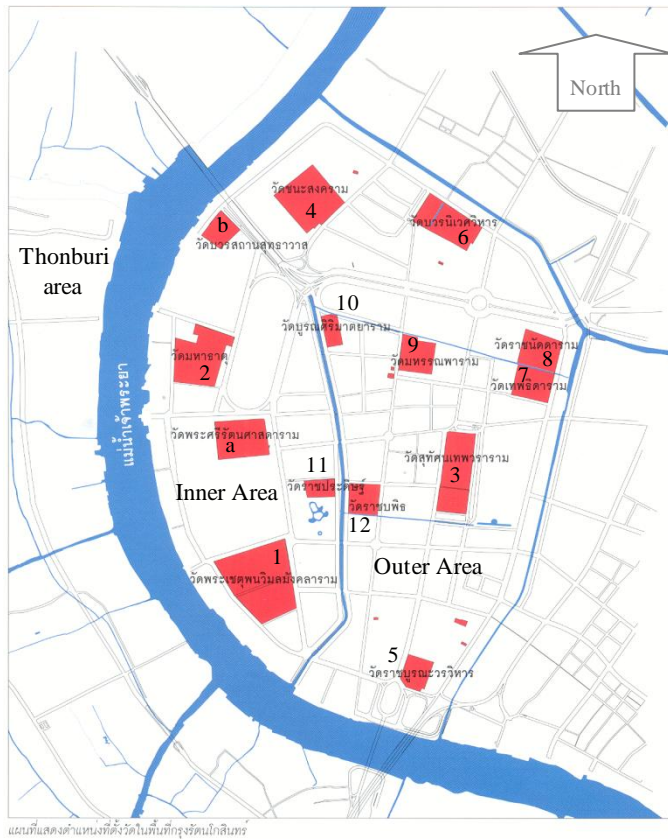 North
วัดชนะสงคราม
4
b
วัดบวรสถานสุทธาวาส
วัดบวรนิเวศวิหาร
6
Thonburi
area
10
วัดบูรณศิริมาตยาราม
9
วัดมหรรณพาราม
วัดราชนัดดาราม
8
7
วัดเทพธิดาราม
วัดมหาธาตุ
2
แม่น้ำเจ้าพระยา
วัดพระศรีรัตนศาสดาราม
a
วัดสุทัศนเทพวราราม
3
11
วัดราชประดิษฐ์
Inner Area
วัดราชบพิธ
12
1
วัดพระเชตุพนวิมลมังคลาราม
Outer Area
5
วัดราชบูรณะวรวิหาร
แผนที่แสดงตำแหน่งที่ตั้งวัดในพื้นที่กรุงรัตนโกสินทร์